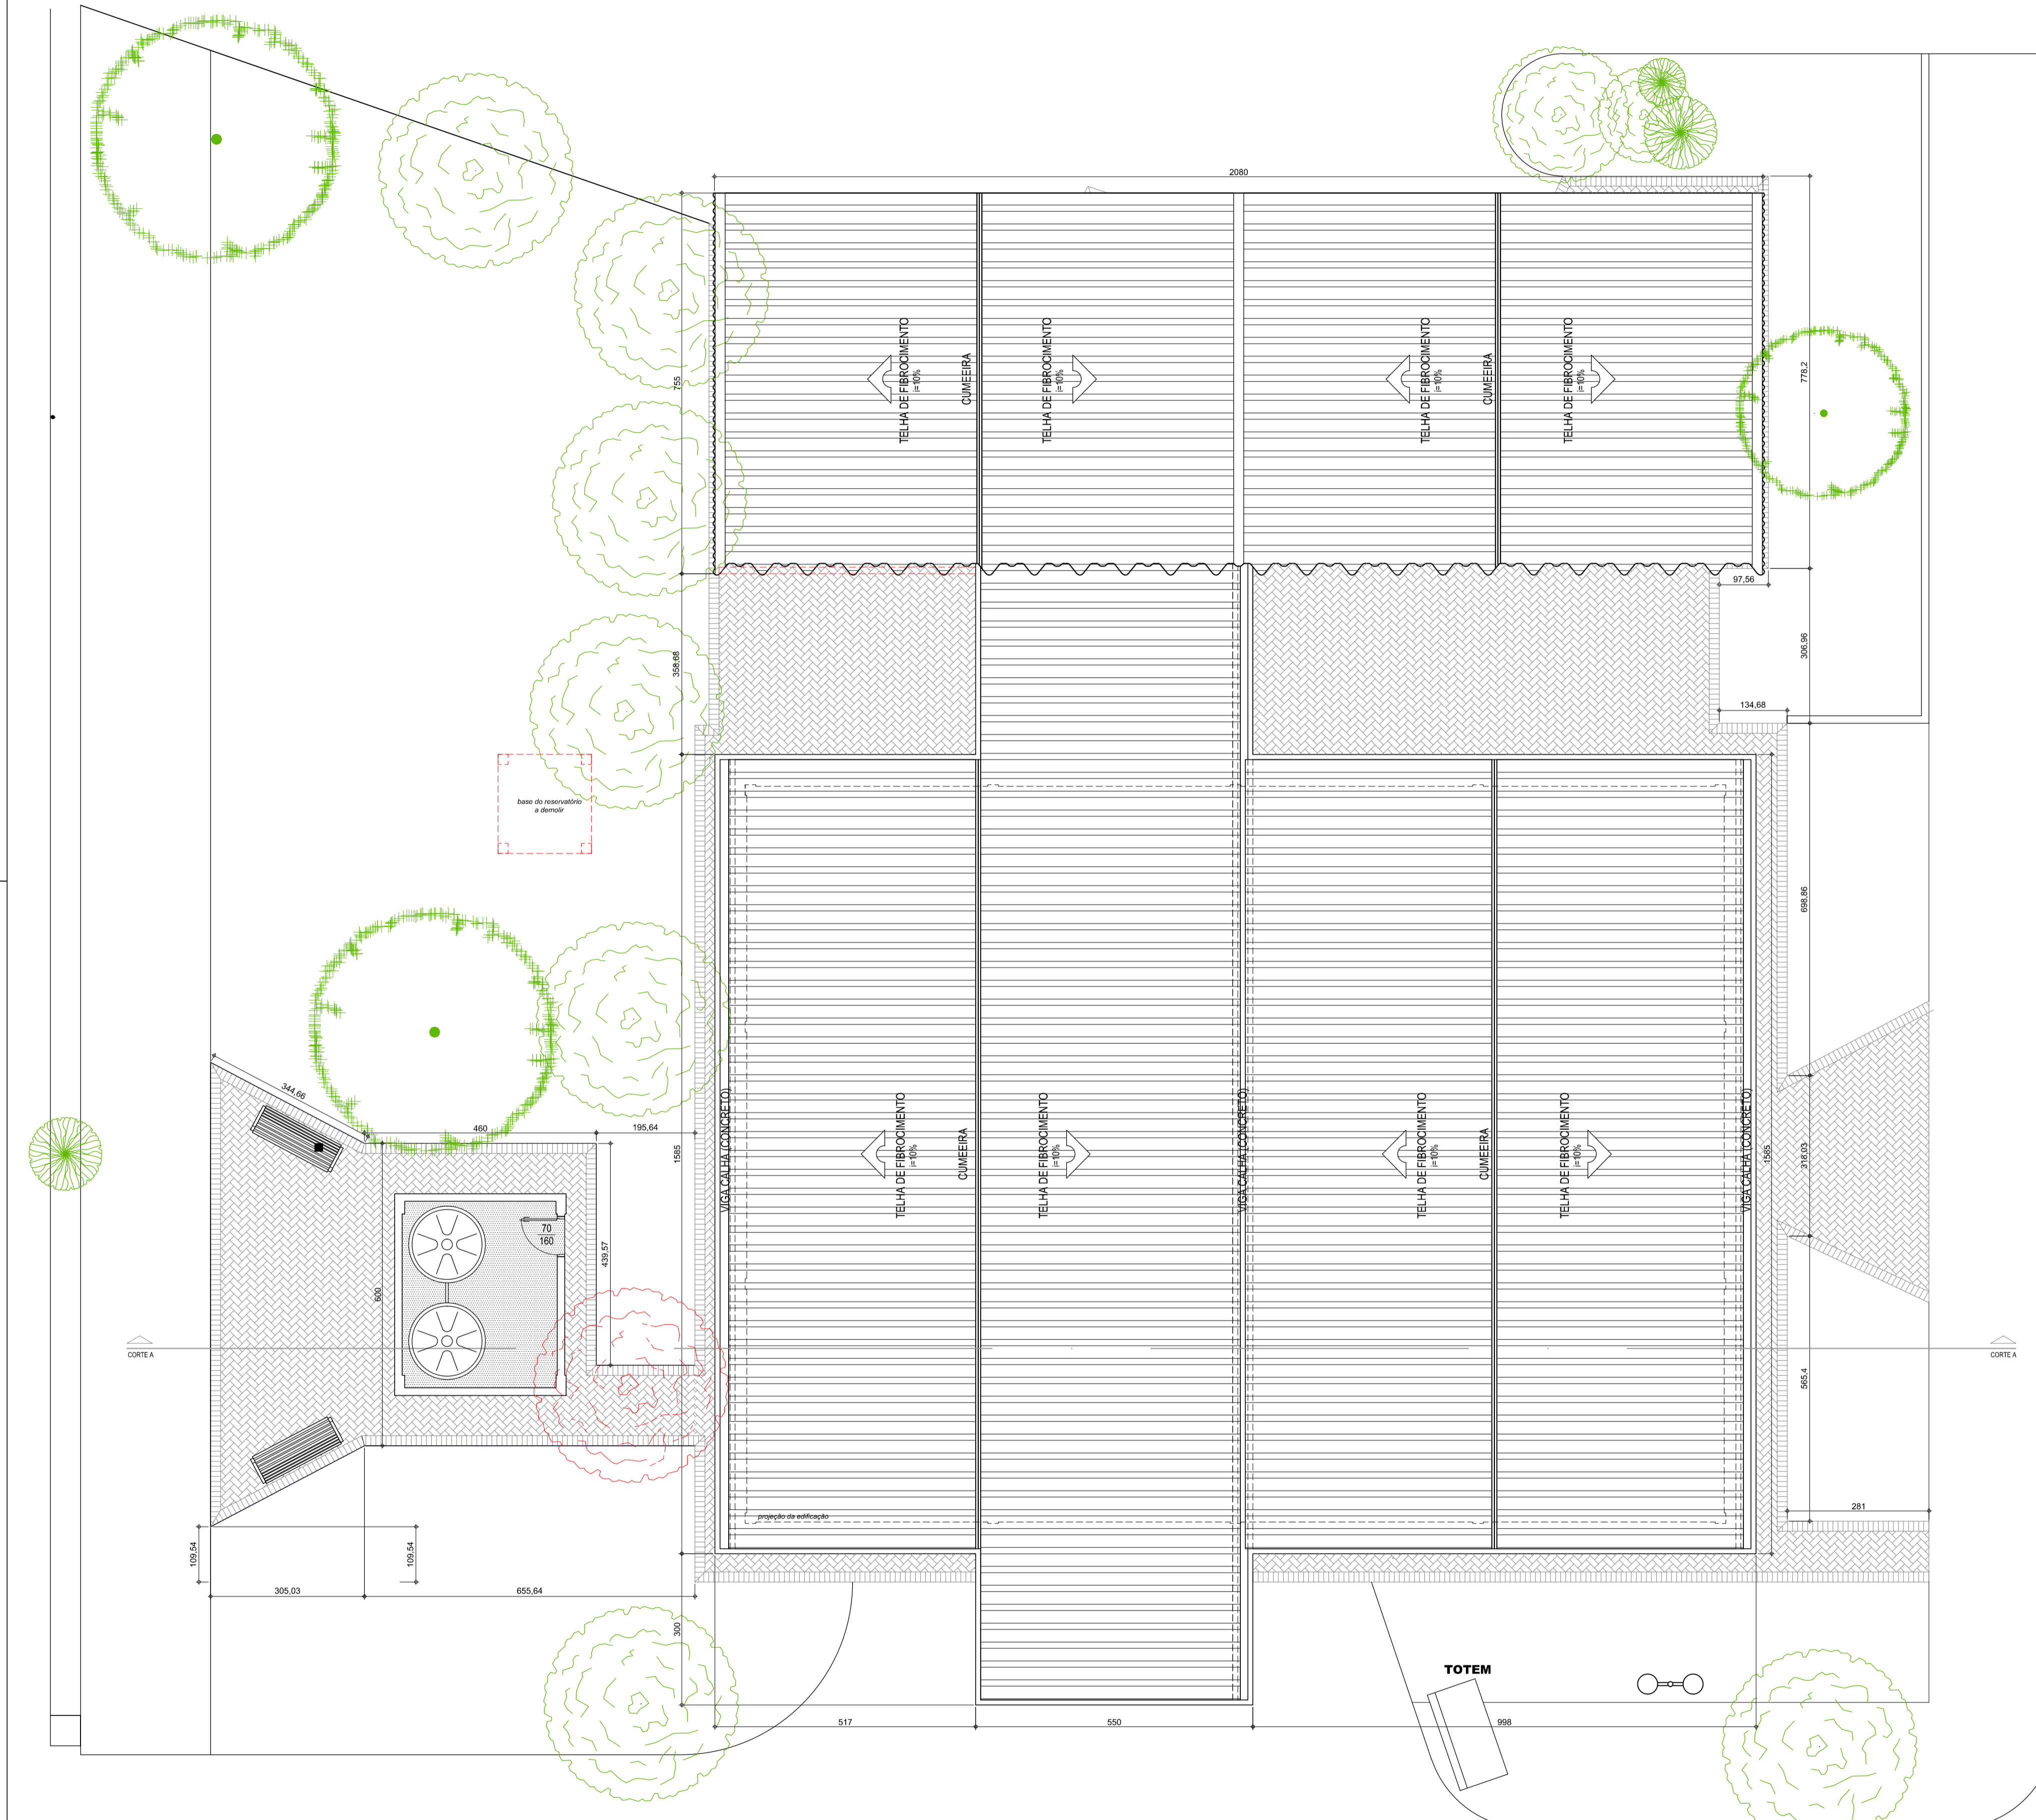 2080
TELHA DE FIBROCIMENTO
i=10%
CUMEEIRA
TELHA DE FIBROCIMENTO
i=10%
TELHA DE FIBROCIMENTO
i=10%
CUMEEIRA
TELHA DE FIBROCIMENTO
i=10%
755
778,2
97,56
358,68
306,96
134,68
base do reservatório
a demolir
698,86
344,66
460
195,64
1585
VIGA CALHA (CONCRETO)
TELHA DE FIBROCIMENTO
i=10%
CUMEEIRA
TELHA DE FIBROCIMENTO
i=10%
VIGA CALHA (CONCRETO)
TELHA DE FIBROCIMENTO
i=10%
CUMEEIRA
TELHA DE FIBROCIMENTO
i=10%
VIGA CALHA (CONCRETO)
1585
318,03
70
160
439,57
600
CORTE A
CORTE A
565,4
281
projeção da edificação
109,54
109,54
305,03
655,64
300
TOTEM
517
550
998